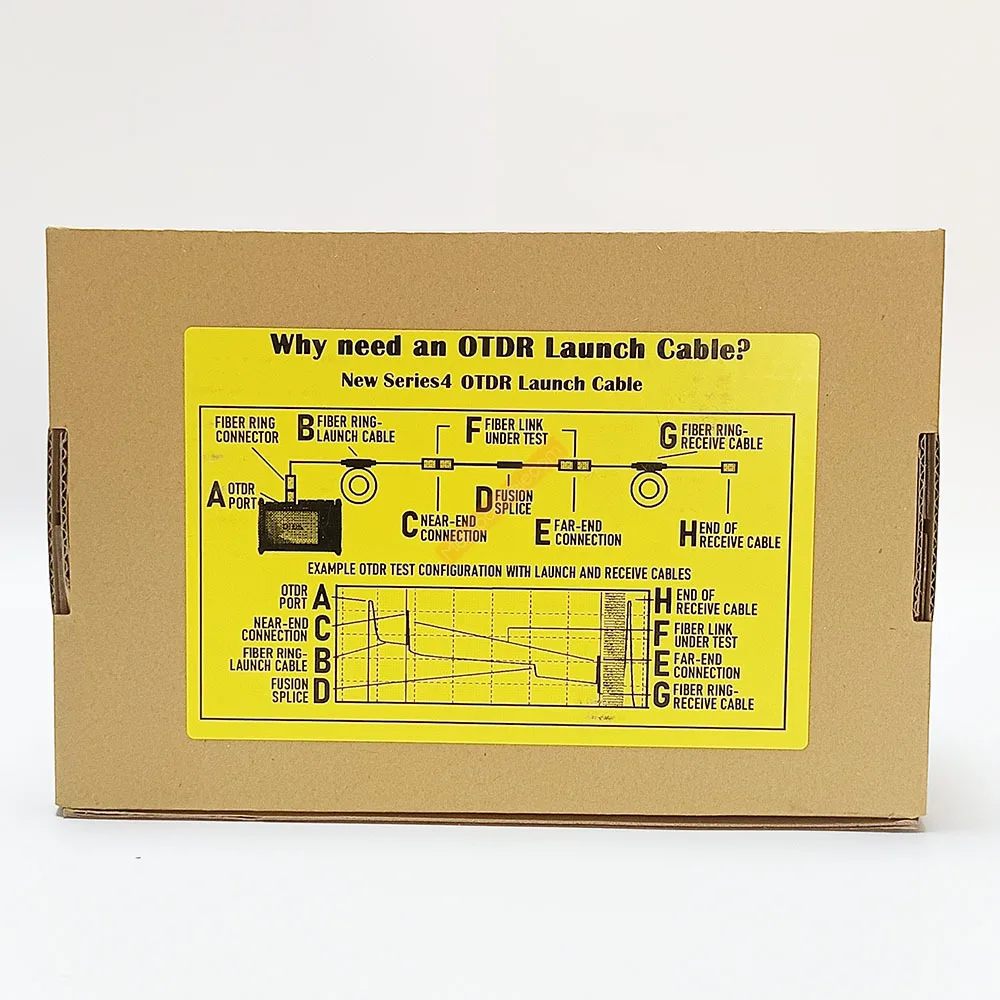 Why need an OTDR Launch Cable?
New Series4 OTDR Launch Cable
FIBER RING
CONNECTOR
B FIBER RING-
LAUNCH CABLE
F FIBER LINK
UNDER TEST
G FIBER RING-
RECEIVE CABLE
A OTDR
PORT
OTDR
C NEAR-END
CONNECTION
D FUSION
SPLICE
E FAR-END
CONNECTION
H END OF
RECEIVE CABLE
EXAMPLE OTDR TEST CONFIGURATION WITH LAUNCH AND RECEIVE CABLES
OTDR
PORT A
NEAR-END
CONNECTION C
FIBER RING-
LAUNCH CABLE B
FUSION
SPLICE D
H END OF
RECEIVE CABLE
F FIBER LINK
UNDER TEST
E FAR-END
CONNECTION
G FIBER RING-
RECEIVE CABLE